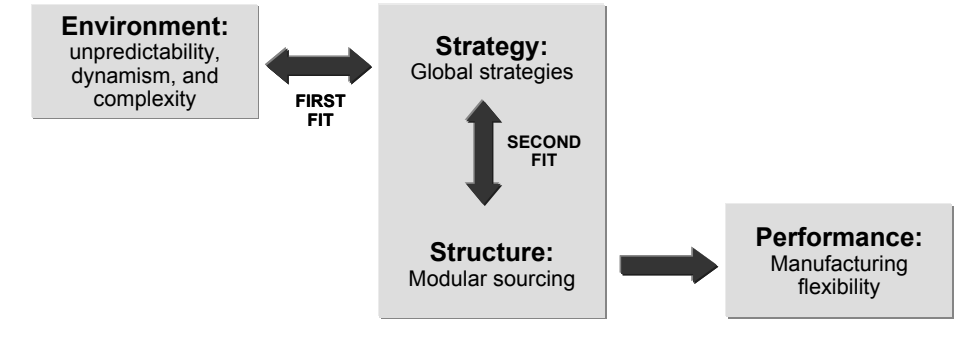 Environment:
unpredictability,
dynamism, and
complexity
FIRST
FIT
Strategy:
Global strategies
SECOND
FIT
Structure:
Modular sourcing
Performance:
Manufacturing
flexibility